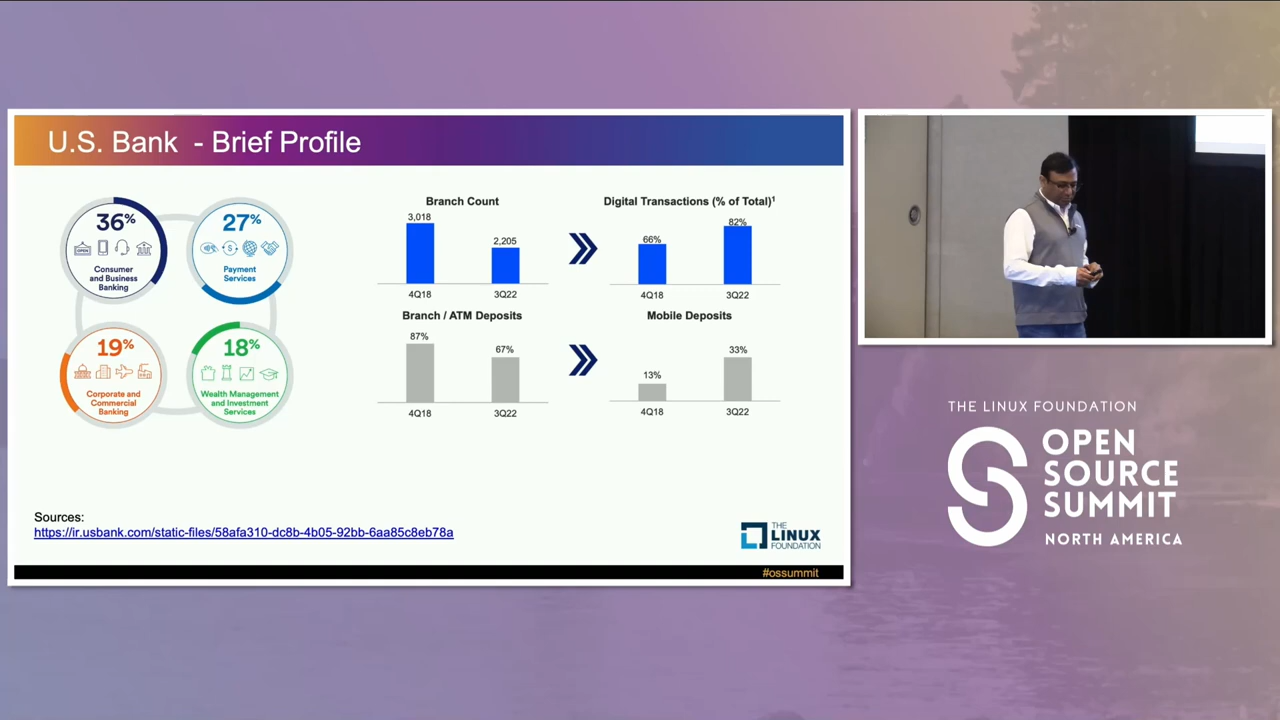 U.S. Bank - Brief Profile
36%
Consumer
and Business
Banking
OPEN
27%
Payment
Services
19%
Corporate and
Commercial
Banking
18%
Wealth Management
and Investment
Services
Branch Count
3,018
2,205
4Q18
3Q22
Digital Transactions (% of Total)¹
66%
82%
4Q18
3Q22
Branch / ATM Deposits
87%
67%
4Q18
3Q22
Mobile Deposits
13%
33%
4Q18
3Q22
Sources:
https://ir.usbank.com/static-files/58afa310-dc8b-4b05-92bb-6aa85c8eb78a
THE
LINUX
FOUNDATION
#ossummit
THE LINUX FOUNDATION
OPEN
SOURCE
SUMMIT
NORTH AMERICA